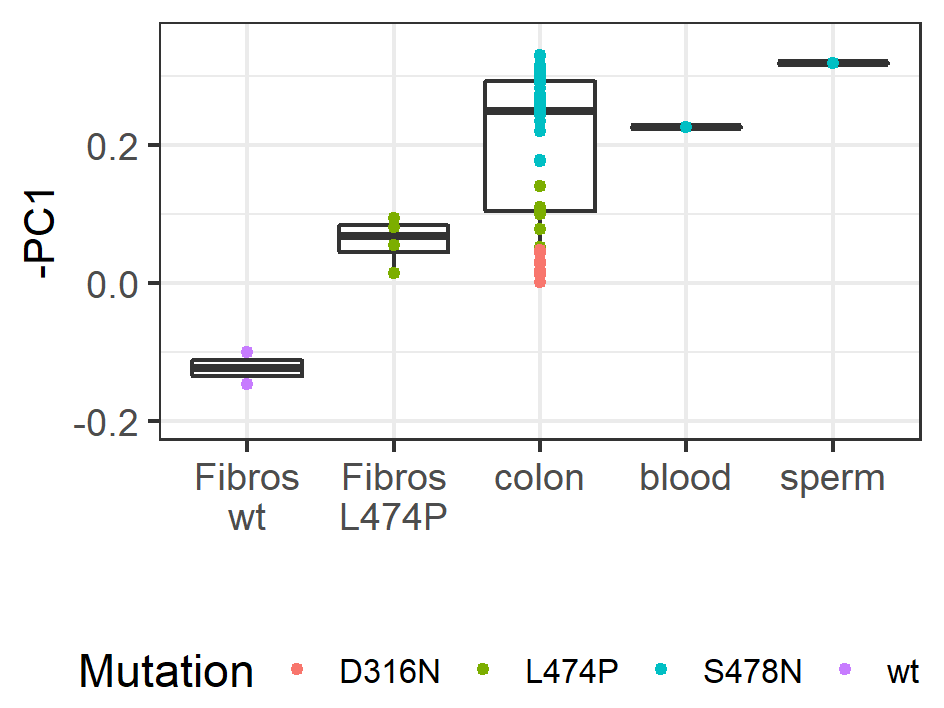 -PC1
0.2
0.0
-0.2
Fibros wt
Fibros L474P
colon
blood
sperm
Mutation D316N L474P S478N wt